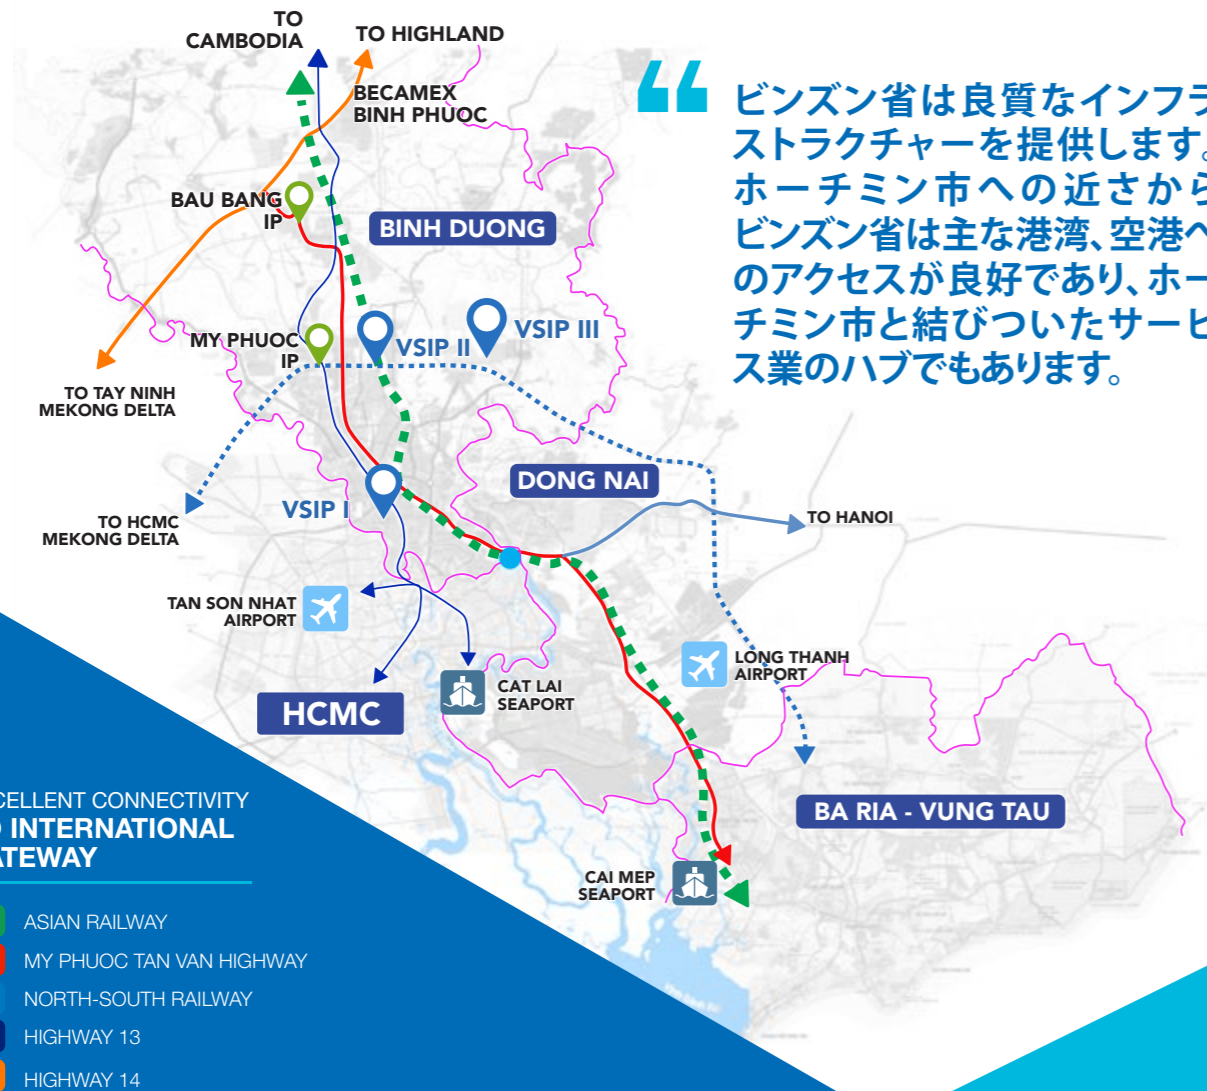 TO
CAMBODIA
TO HIGHLAND
BECAMEX
BINH PHUOC
BAU BANG
IP
BINH DUONG
MY PHUOC
IP
VSIP II
VSIP III
TO TAY NINH
MEKONG DELTA
DONG NAI
VSIP I
TO HCMC
MEKONG DELTA
TO HANOI
TAN SON NHAT
AIRPORT
LONG THANH
AIRPORT
CAT LAI
SEAPORT
HCMC
BA RIA - VUNG TAU
CAI MEP
SEAPORT
“
ビンズン省は良質なインフラ
ストラクチャーを提供します。
ホーチミン市への近さから
ビンズン省は主な港湾、空港へ
のアクセスが良好であり、ホー
チミン市と結びついたサービ
ス業のハブでもあります。
CELLENT CONNECTIVITY
INTERNATIONAL
ATEWAY
ASIAN RAILWAY
MY PHUOC TAN VAN HIGHWAY
NORTH-SOUTH RAILWAY
HIGHWAY 13
HIGHWAY 14